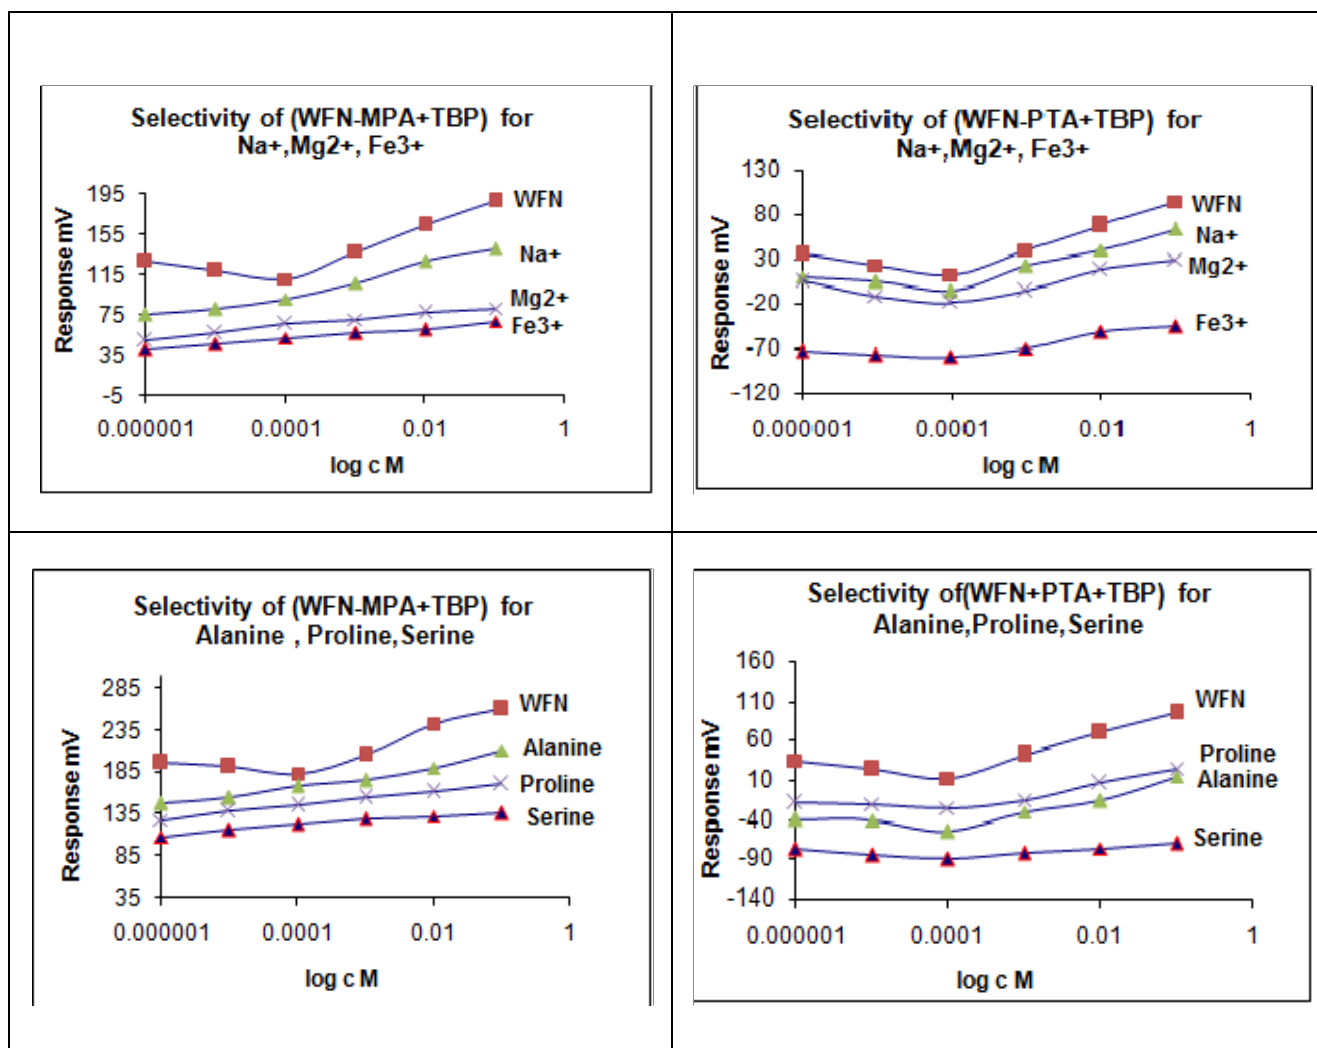 Selectivity of (WFN-MPA+TBP) for
Na+,Mg2+, Fe3+
Response mV
195
155
115
75
35
-5
WFN
Na+
Mg2+
Fe3+
0.000001
0.0001
0.01
1
log c M
Selectivity of (WFN-PTA+TBP) for
Na+,Mg2+, Fe3+
Response mV
130
80
30
-20
-70
-120
WFN
Na+
Mg2+
Fe3+
0.000001
0.0001
0.01
1
log c M
Selectivity of (WFN-MPA+TBP) for
Alanine , Proline,Serine
Response mV
285
235
185
135
85
35
WFN
Alanine
Proline
Serine
0.000001
0.0001
0.01
1
log c M
Selectivity of(WFN+PTA+TBP) for
Alanine,Proline,Serine
Response mV
160
110
60
10
-40
-90
-140
WFN
Proline
Alanine
Serine
0.000001
0.0001
0.01
1
log c M